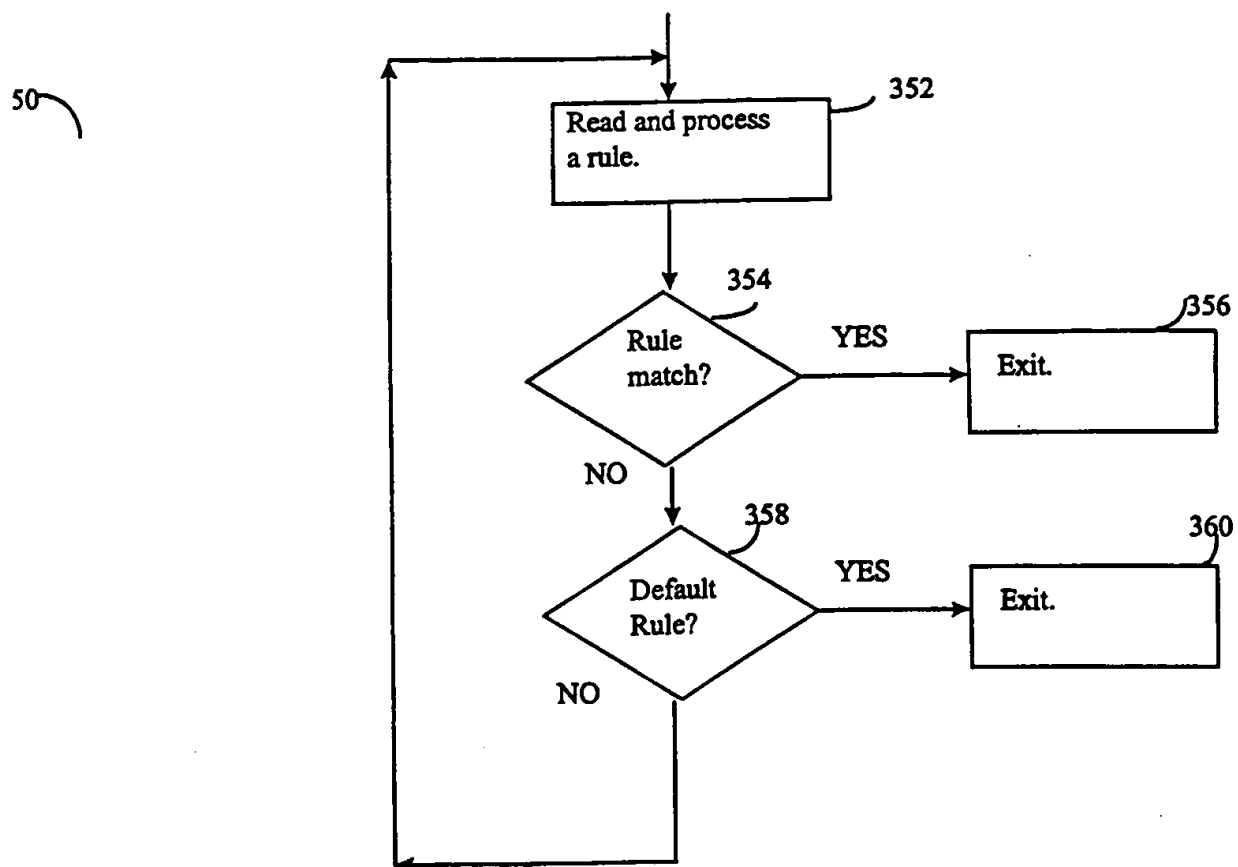 50
352
Read and process
a rule.
354
Rule
match?
YES
356
Exit.
NO
358
Default
Rule?
YES
360
Exit.
NO